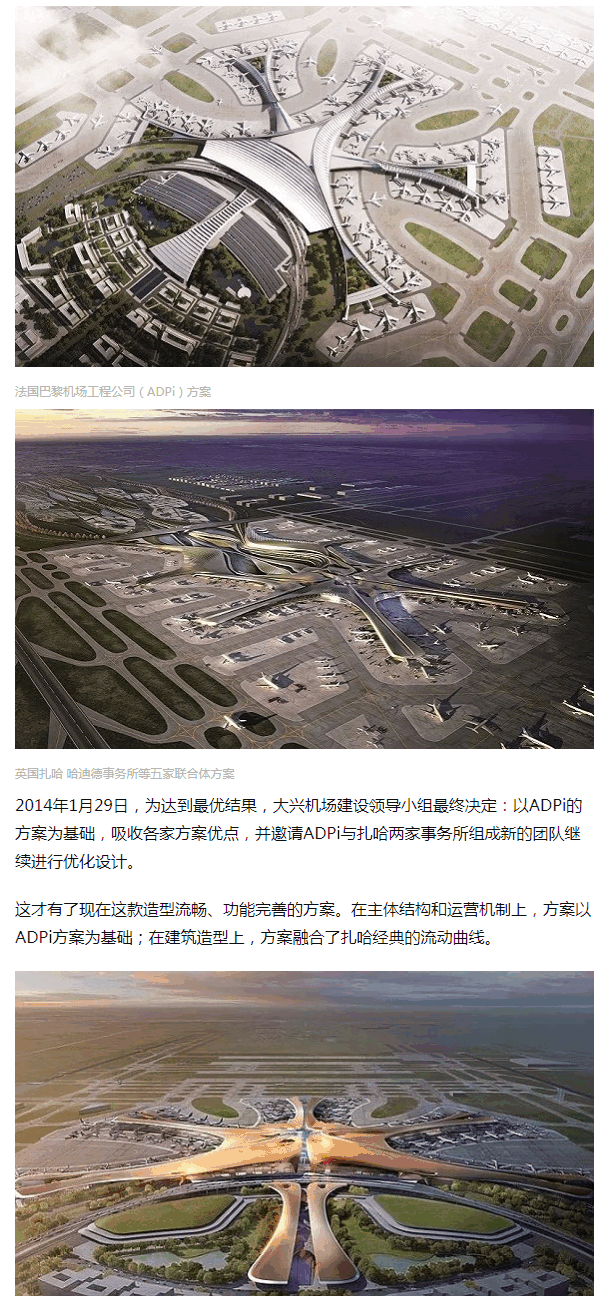 法国巴黎机场工程公司（ADPi）方案
英国扎哈 哈迪德事务所等五家联合体方案
2014年1月29日，为达到最优结果，大兴机场建设领导小组最终决定：以ADPi的
方案为基础，吸收各家方案优点，并邀请ADPi与扎哈两家事务所组成新的团队继
续进行优化设计。
这才有了现在这款造型流畅、功能完善的方案。在主体结构和运营机制上，方案以
ADPi方案为基础；在建筑造型上，方案融合了扎哈经典的流动曲线。